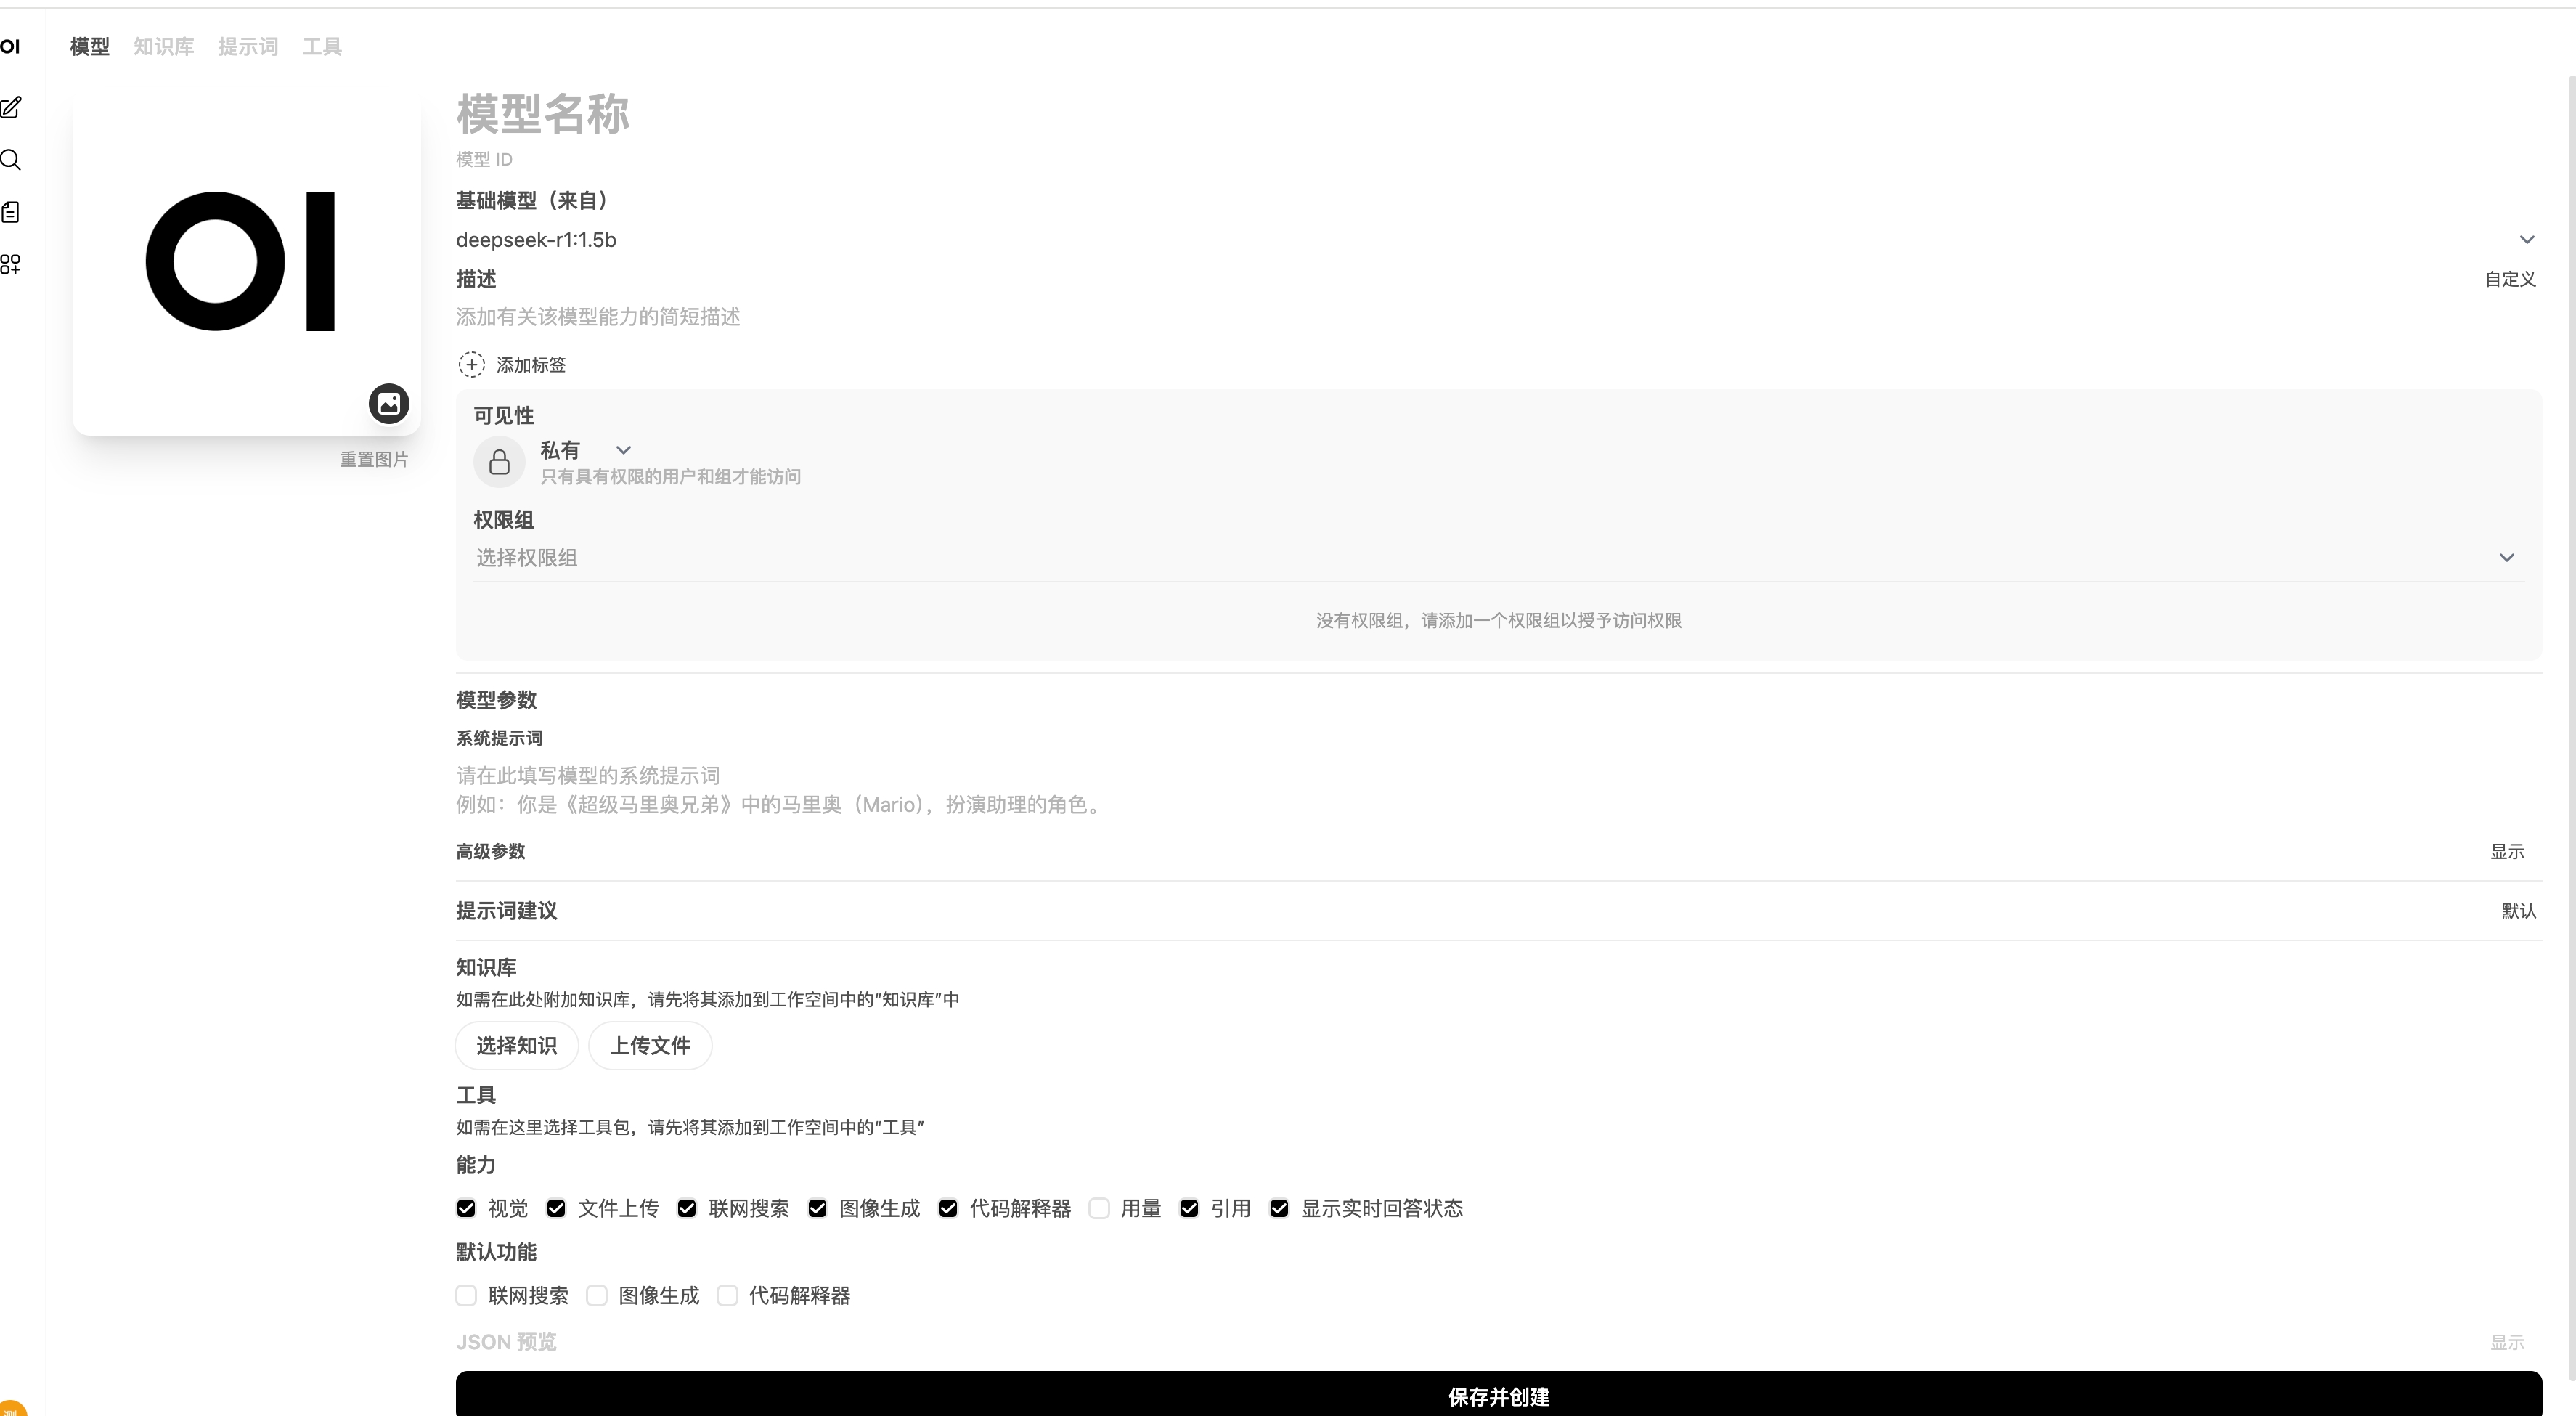 OI
模型 知识库 提示词 工具
OI
重置图片
模型名称
模型 ID
基础模型（来自）
deepseek-r1:1.5b
描述 自定义
添加有关该模型能力的简短描述
添加标签
可见性
私有
只有具有权限的用户和组才能访问
权限组
选择权限组
没有权限组，请添加一个权限组以授予访问权限
模型参数
系统提示词
请在此填写模型的系统提示词
例如：你是《超级马里奥兄弟》中的马里奥（Mario），扮演助理的角色。
高级参数 显示
提示词建议 默认
知识库
如需在此处附加知识库，请先将其添加到工作空间中的“知识库”中
选择知识 上传文件
工具
如需在这里选择工具包，请先将其添加到工作空间中的“工具”
能力
视觉 文件上传 联网搜索 图像生成 代码解释器 用量 引用 显示实时回答状态
默认功能
联网搜索 图像生成 代码解释器
JSON 预览 显示
保存并创建